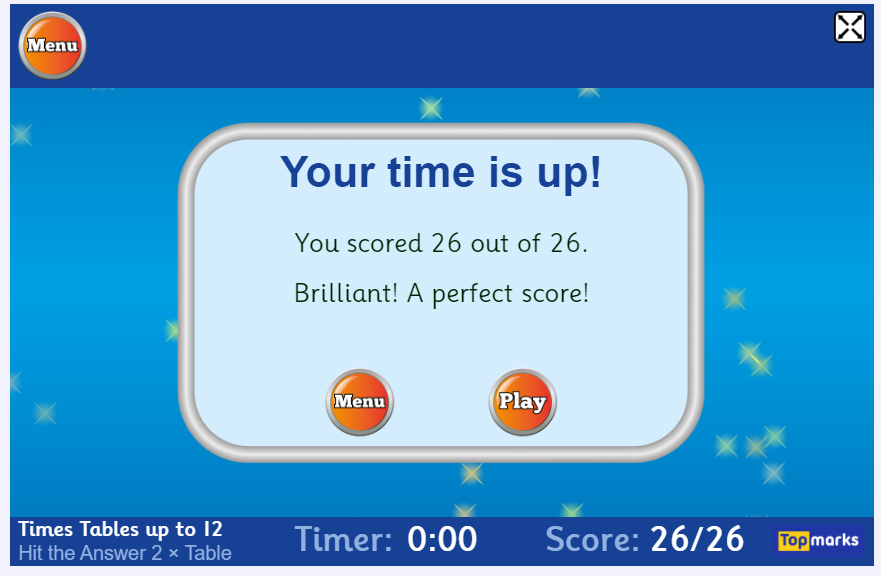 Menu
Your time is up!
You scored 26 out of 26.
Brilliant! A perfect score!
Menu
Play
Times Tables up to 12
Hit the Answer 2 × Table
Timer: 0:00
Score: 26/26
Topmarks